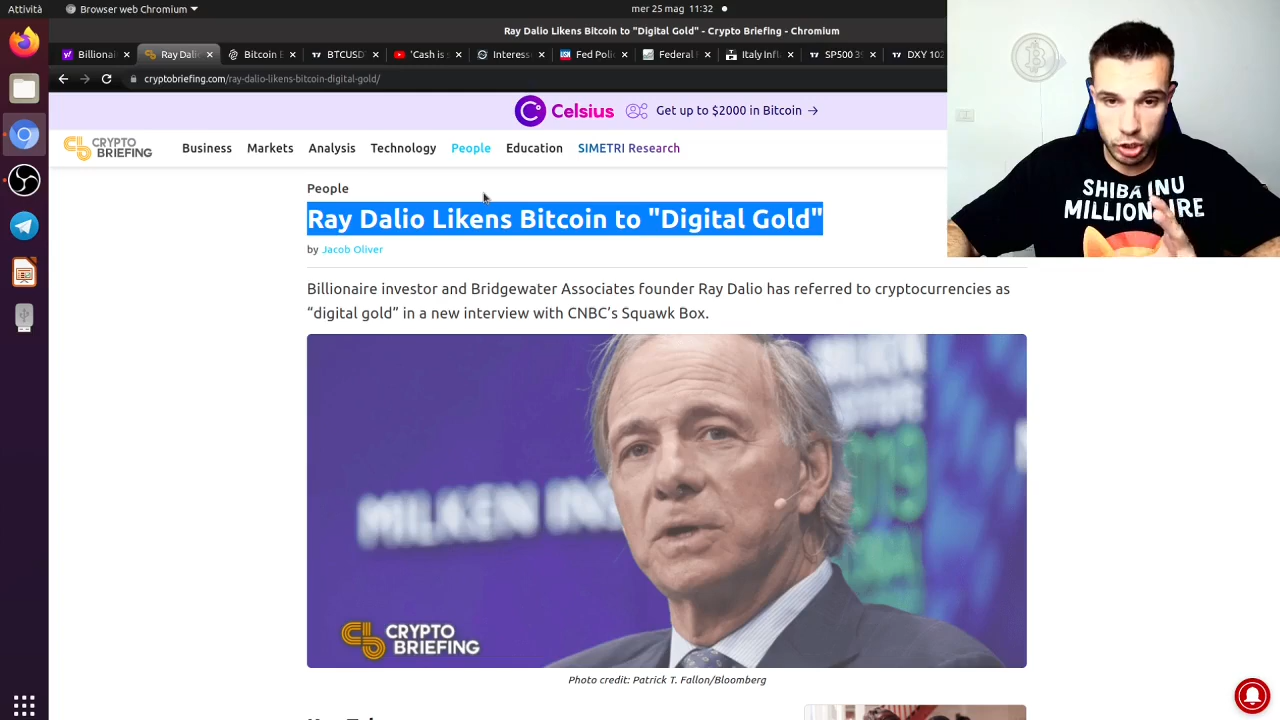 Attività
Browser web Chromium
mer 25 mag 11:32
Ray Dalio Likens Bitcoin to "Digital Gold" - Crypto Briefing - Chromium
Billionai
Ray Dali
Bitcoin E
BTCUSD
'Cash is
Interess
Fed Poli
Federal F
Italy Infl
SP500 39
DXY 102
cryptobriefing.com/ray-dalio-likens-bitcoin-digital-gold/
Celsius
Get up to $2000 in Bitcoin →
CRYPTO
BRIEFING
Business
Markets
Analysis
Technology
People
Education
SIMETRI Research
SHIBA INU
MILLIONAIRE
People
Ray Dalio Likens Bitcoin to "Digital Gold"
by Jacob Oliver
Billionaire investor and Bridgewater Associates founder Ray Dalio has referred to cryptocurrencies as
“digital gold” in a new interview with CNBC’s Squawk Box.
MILKEN INS
CRYPTO
BRIEFING
Photo credit: Patrick T. Fallon/Bloomberg